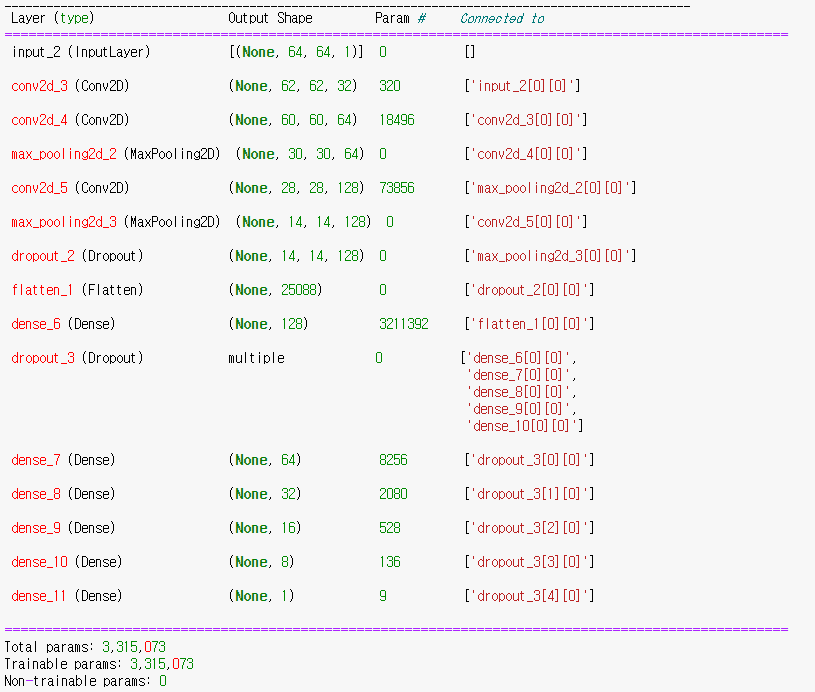 Layer (type) Output Shape Param # Connected to
input_2 (InputLayer) [(None, 64, 64, 1)] 0 []
conv2d_3 (Conv2D) (None, 62, 62, 32) 320 ['input_2[0][0]']
conv2d_4 (Conv2D) (None, 60, 60, 64) 18496 ['conv2d_3[0][0]']
max_pooling2d_2 (MaxPooling2D) (None, 30, 30, 64) 0 ['conv2d_4[0][0]']
conv2d_5 (Conv2D) (None, 28, 28, 128) 73856 ['max_pooling2d_2[0][0]']
max_pooling2d_3 (MaxPooling2D) (None, 14, 14, 128) 0 ['conv2d_5[0][0]']
dropout_2 (Dropout) (None, 14, 14, 128) 0 ['max_pooling2d_3[0][0]']
flatten_1 (Flatten) (None, 25088) 0 ['dropout_2[0][0]']
dense_6 (Dense) (None, 128) 3211392 ['flatten_1[0][0]']
dropout_3 (Dropout) multiple 0 ['dense_6[0][0]',
'dense_7[0][0]',
'dense_8[0][0]',
'dense_9[0][0]',
'dense_10[0][0]']
dense_7 (Dense) (None, 64) 8256 ['dropout_3[0][0]']
dense_8 (Dense) (None, 32) 2080 ['dropout_3[1][0]']
dense_9 (Dense) (None, 16) 528 ['dropout_3[2][0]']
dense_10 (Dense) (None, 8) 136 ['dropout_3[3][0]']
dense_11 (Dense) (None, 1) 9 ['dropout_3[4][0]']
Total params: 3,315,073
Trainable params: 3,315,073
Non-trainable params: 0